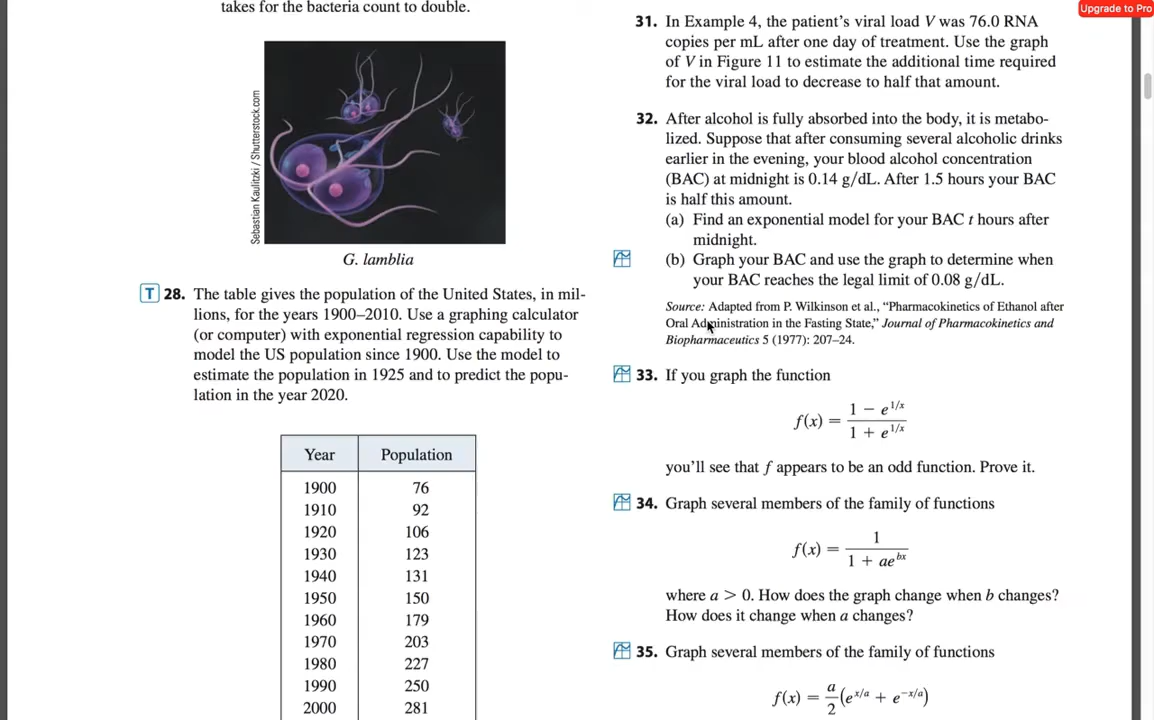 takes for the bacteria count to double.
Sebastian Kaulitzki / Shutterstock.com
G. lamblia
T 28. The table gives the population of the United States, in mil-
lions, for the years 1900–2010. Use a graphing calculator
(or computer) with exponential regression capability to
model the US population since 1900. Use the model to
estimate the population in 1925 and to predict the popu-
lation in the year 2020.
Year Population
1900 76
1910 92
1920 106
1930 123
1940 131
1950 150
1960 179
1970 203
1980 227
1990 250
2000 281
Upgrade to Pro
31. In Example 4, the patient’s viral load V was 76.0 RNA
copies per mL after one day of treatment. Use the graph
of V in Figure 11 to estimate the additional time required
for the viral load to decrease to half that amount.
32. After alcohol is fully absorbed into the body, it is metabo-
lized. Suppose that after consuming several alcoholic drinks
earlier in the evening, your blood alcohol concentration
(BAC) at midnight is 0.14 g/dL. After 1.5 hours your BAC
is half this amount.
(a) Find an exponential model for your BAC t hours after
midnight.
(b) Graph your BAC and use the graph to determine when
your BAC reaches the legal limit of 0.08 g/dL.
Source: Adapted from P. Wilkinson et al., “Pharmacokinetics of Ethanol after
Oral Administration in the Fasting State,” Journal of Pharmacokinetics and
Biopharmaceutics 5 (1977): 207–24.
33. If you graph the function
f(x) = (1 − e^{1/x}) / (1 + e^{1/x})
you’ll see that f appears to be an odd function. Prove it.
34. Graph several members of the family of functions
f(x) = 1 / (1 + ae^{bx})
where a > 0. How does the graph change when b changes?
How does it change when a changes?
35. Graph several members of the family of functions
f(x) = a/2 (e^{x/a} + e^{−x/a})